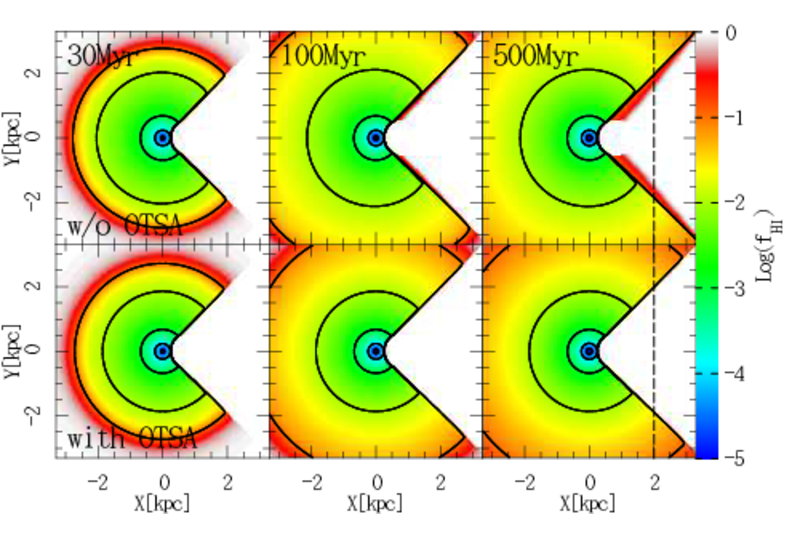 30Myr 100Myr 500Myr 0
2 -1
Y[kpc] 0
-2
w/o OTSA -2
Log(f_HI)
2 -3
Y[kpc] 0
-4
-2
with OTSA -5
-2 0 2 -2 0 2 -2 0 2
X[kpc] X[kpc] X[kpc]